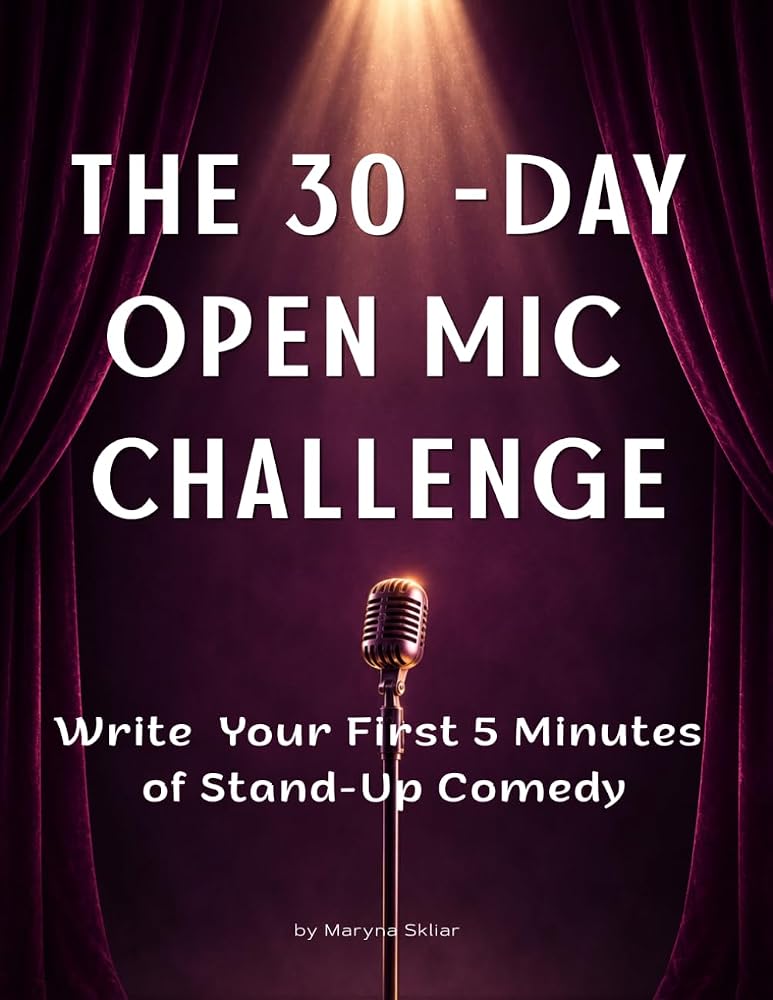 THE 30 -DAY
OPEN MIC
CHALLENGE
Write Your First 5 Minutes
of Stand-Up Comedy
by Maryna Skliar